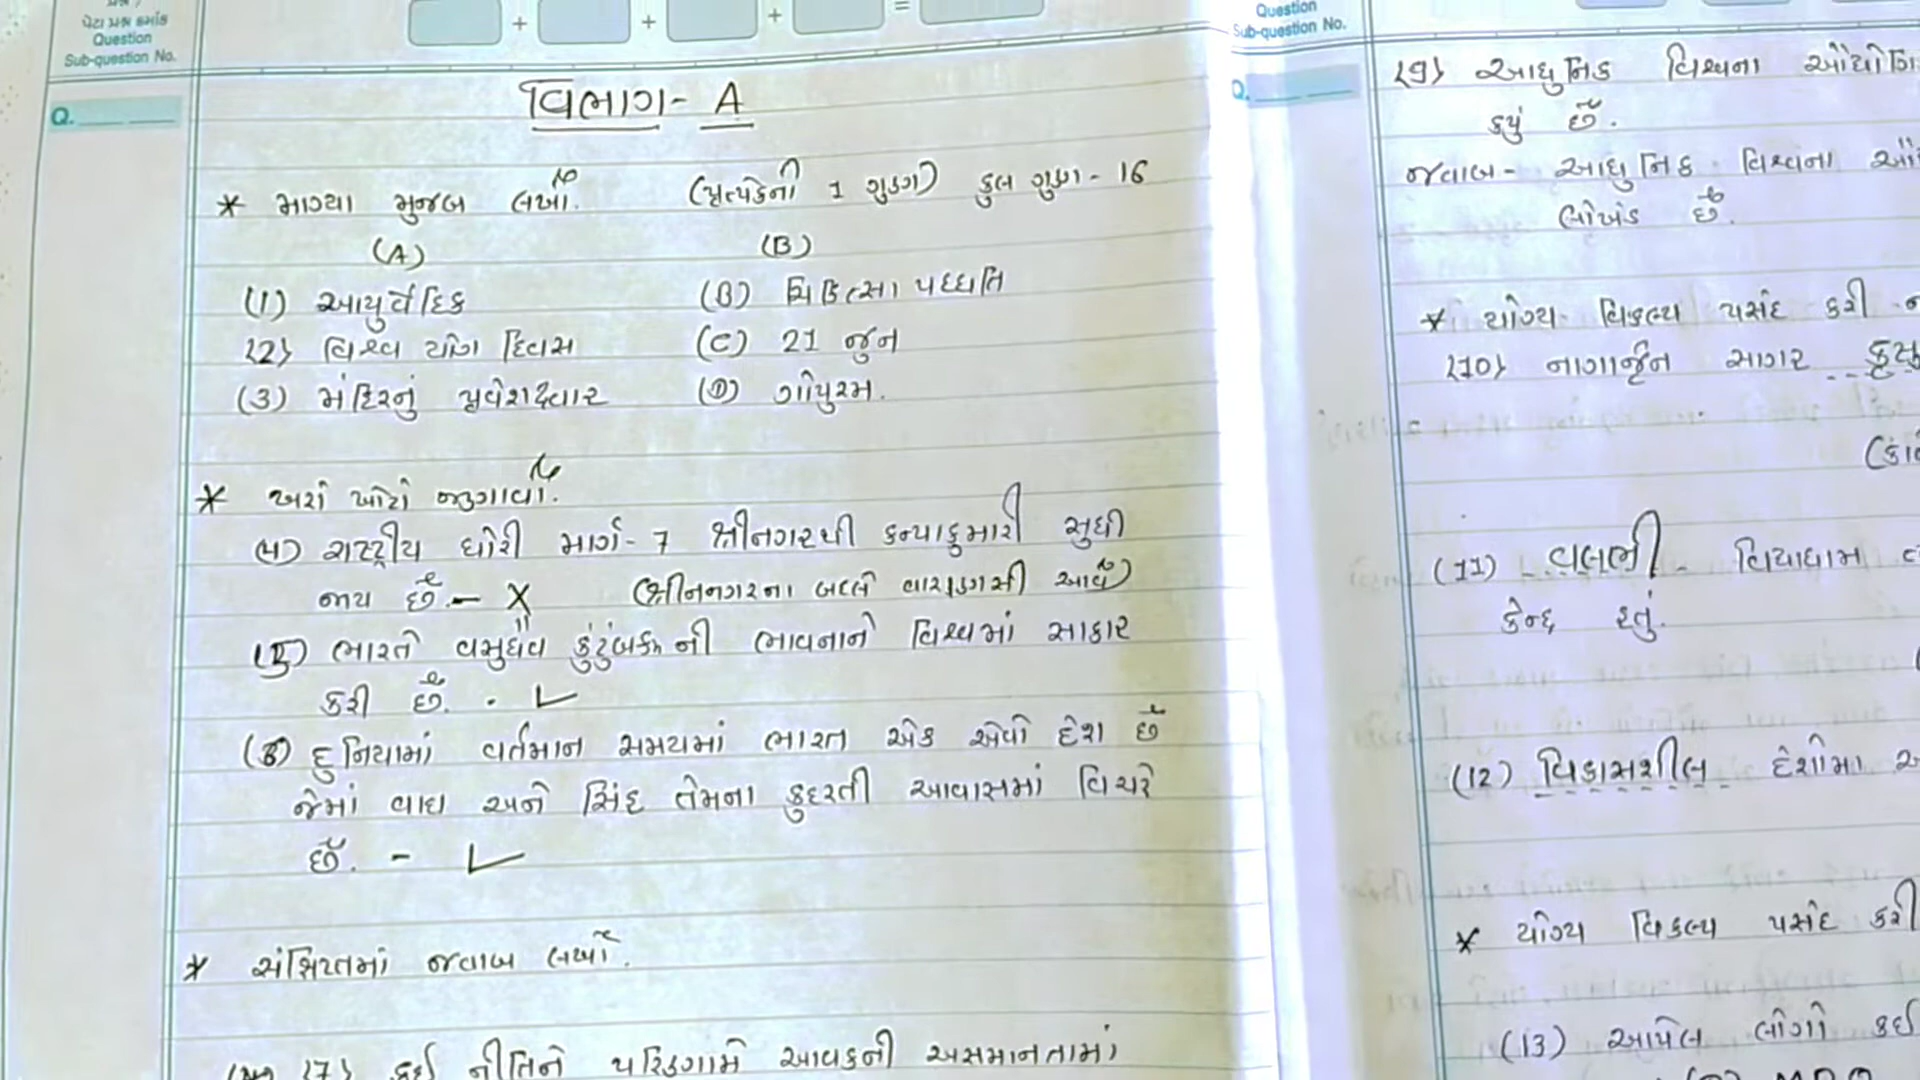 પેટા પ્રશ્ન ક્રમાંક
Question
Sub-question No.
+ + + =
Q.
વિભાગ- A
* માગ્યા મુજબ લખો. (પ્રત્યેકનો 1 ગુણ) કુલ ગુણ - 16
(A) (B)
(1) આયુર્વેદિક (B) ચિકિત્સા પદ્ધતિ
(2) વિશ્વ યોગ દિવસ (C) 21 જુન
(3) મંદિરનું પ્રવેશદ્વાર (D) ગોપુરમ.
* ખરાં ખોટાં જણાવો.
(4) રાષ્ટ્રીય ધોરી માર્ગ- 7 શ્રીનગરથી કન્યાકુમારી સુધી
જાય છે - X (શ્રીનગરના બદલે વારાણસી આવે)
(5) ભારતે વસુધૈવ કુટુંબકમ ની ભાવનાને વિશ્વમાં સાકાર
કરી છે. - ✓
(6) દુનિયામાં વર્તમાન સમયમાં ભારત એક એવો દેશ છે
જેમાં વાઘ અને સિંહ તેમના કુદરતી આવાસમાં વિચરે
છે. - ✓
* સંક્ષિપ્તમાં જવાબ લખો.
(7) કઈ નીતિને પરિણામે આવકની અસમાનતામાં
Question
Sub-question No.
Q.
(9) આધુનિક વિશ્વના
કયું છે.
જવાબ- આધુનિક વિશ્વના
લોખંડ છે.
* યોગ્ય વિકલ્પ પસંદ કરી
(10) નાગાર્જુન સાગર
(11) વલભી વિદ્યાધામ
કેન્દ્ર હતું.
(12) વિકાસશીલ દેશોમા
* યોગ્ય વિકલ્પ પસંદ કરી
(13) આપેલ લોગો કઈ